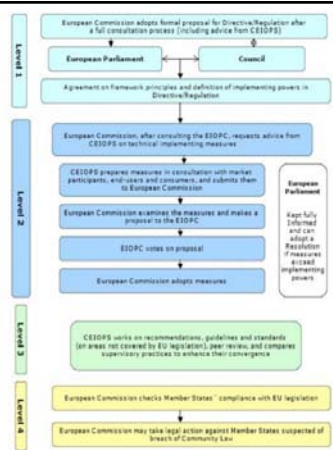 Level 1
European Commission adopts formal proposal for Directive/Regulation after
a full consultation process (including advice from CEIOPS)
European Parliament
Council
Agreement on framework principles and definition of implementing powers in
Directive/Regulation
Level 2
European Commission, after consulting the EIOPC, requests advice from
CEIOPS on technical implementing measures
CEIOPS prepares measures in consultation with market
participants, end-users and consumers, and submits them
to European Commission
European Commission examines the measures and makes a
proposal to the EIOPC
EIOPC votes on proposal
European Commission adopts measures
European
Parliament
Kept fully
Informed and can
adopt a
Resolution if
measures
exceed
implementing
powers
Level 3
CEIOPS works on recommendations, guidelines and standards
(on areas not covered by EU legislation), peer review, and compares
supervisory practices to enhance their convergence
Level 4
European Commission checks Member States´ compliance with EU legislation
European Commission may take legal action against Member States suspected of
breach of Community Law